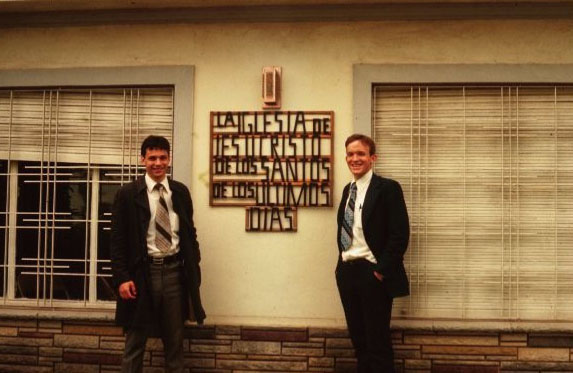 LA IGLESIA DE
JESUCRISTO
DE LOS SANTOS
DE LOS ULTIMOS
DIAS